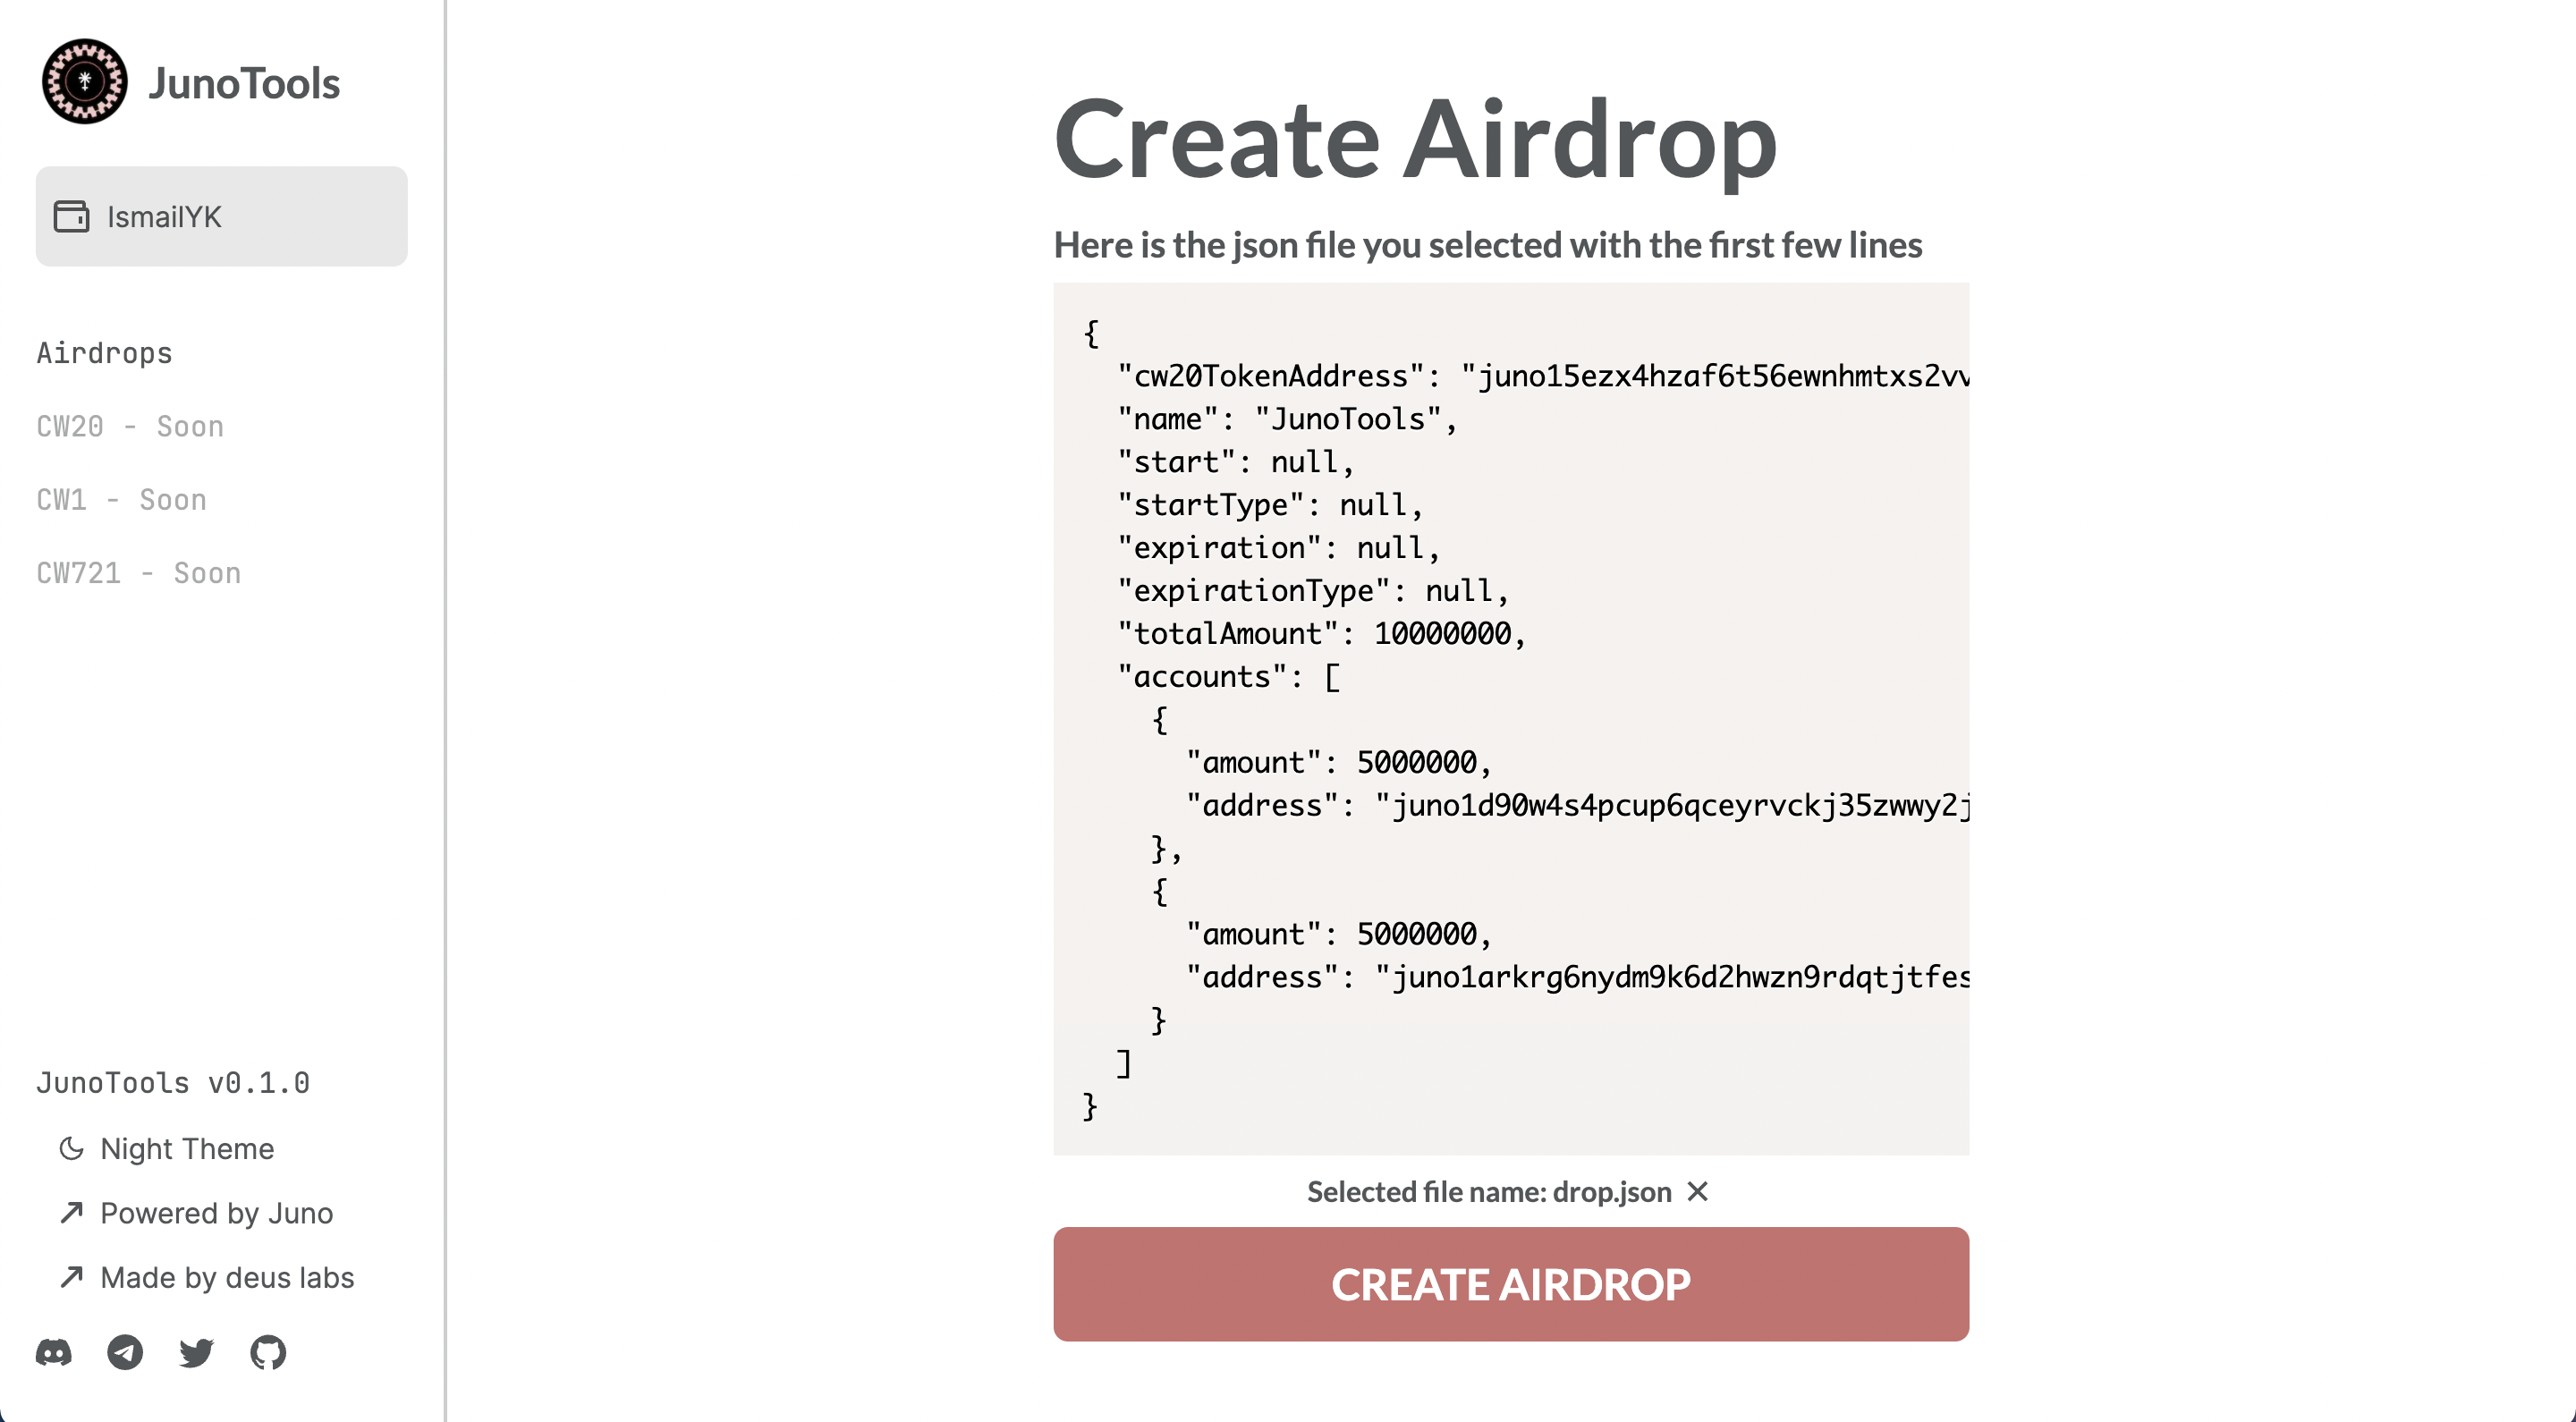 JunoTools
IsmailYK
Airdrops
CW20 - Soon
CW1 - Soon
CW721 - Soon
JunoTools v0.1.0
Night Theme
Powered by Juno
Made by deus labs
Create Airdrop
Here is the json file you selected with the first few lines
{
  "cw20TokenAddress": "juno15ezx4hzaf6t56ewnhmtxs2vv
  "name": "JunoTools",
  "start": null,
  "startType": null,
  "expiration": null,
  "expirationType": null,
  "totalAmount": 10000000,
  "accounts": [
    {
      "amount": 5000000,
      "address": "juno1d90w4s4pcup6qceyrvckj35zwwy2j
    },
    {
      "amount": 5000000,
      "address": "juno1arkrg6nydm9k6d2hwzn9rdqtjtfes
    }
  ]
}
Selected file name: drop.json ✕
CREATE AIRDROP